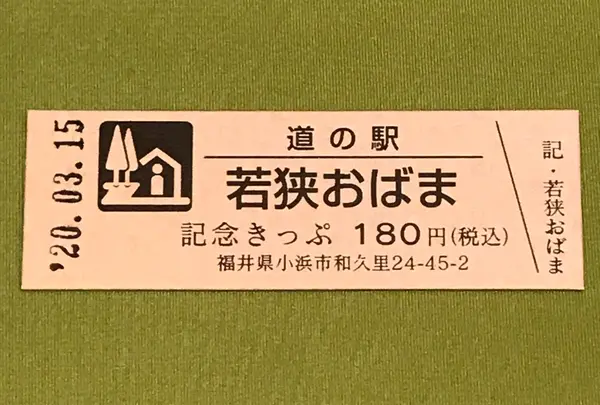 '20.03.15
道の駅
若狭おばま
記念きっぷ 180円(税込)
福井県小浜市和久里24-45-2
記・若狭おばま